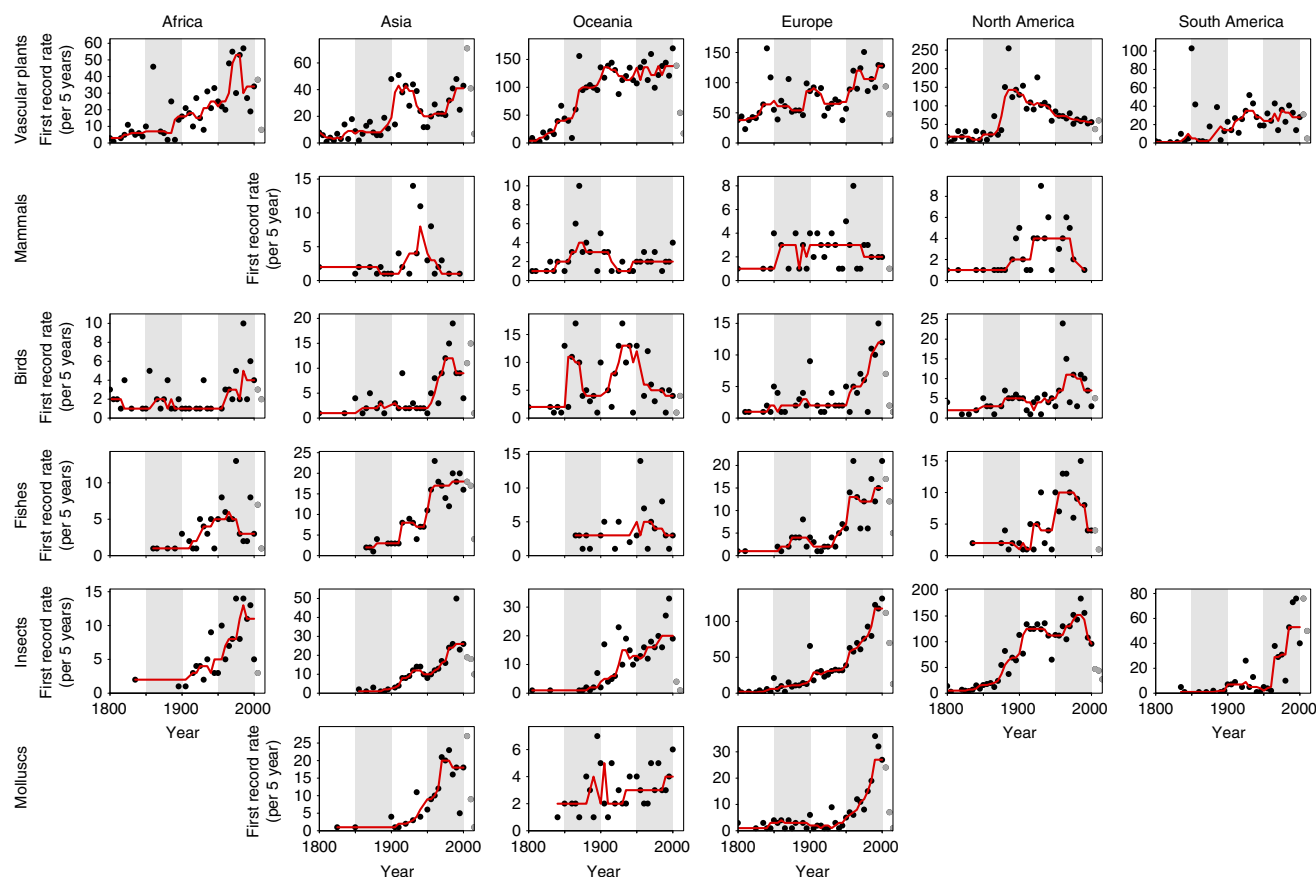 Africa Asia Oceania Europe North America South America
Vascular plants
First record rate
(per 5 years)
60 50 40 30 20 10 0
60 40 20 0
150 100 50 0
150 100 50 0
250 200 150 100 50 0
100 80 60 40 20 0
Mammals
First record rate
(per 5 year)
15 10 5 0
10 8 6 4 2 0
8 6 4 2 0
10 8 6 4 2 0
Birds
First record rate
(per 5 years)
10 8 6 4 2 0
20 15 10 5 0
15 10 5 0
15 10 5 0
25 20 15 10 5 0
Fishes
First record rate
(per 5 years)
10 5 0
25 20 15 10 5 0
15 10 5 0
20 15 10 5 0
15 10 5 0
Insects
First record rate
(per 5 years)
15 10 5 0
50 40 30 20 10 0
30 20 10 0
100 50 0
200 150 100 50 0
80 60 40 20 0
1800 1900 2000
Year
1800 1900 2000
Year
1800 1900 2000
Year
Molluscs
First record rate
(per 5 year)
25 20 15 10 5 0
6 4 2 0
30 20 10 0
1800 1900 2000
Year
1800 1900 2000
Year
1800 1900 2000
Year